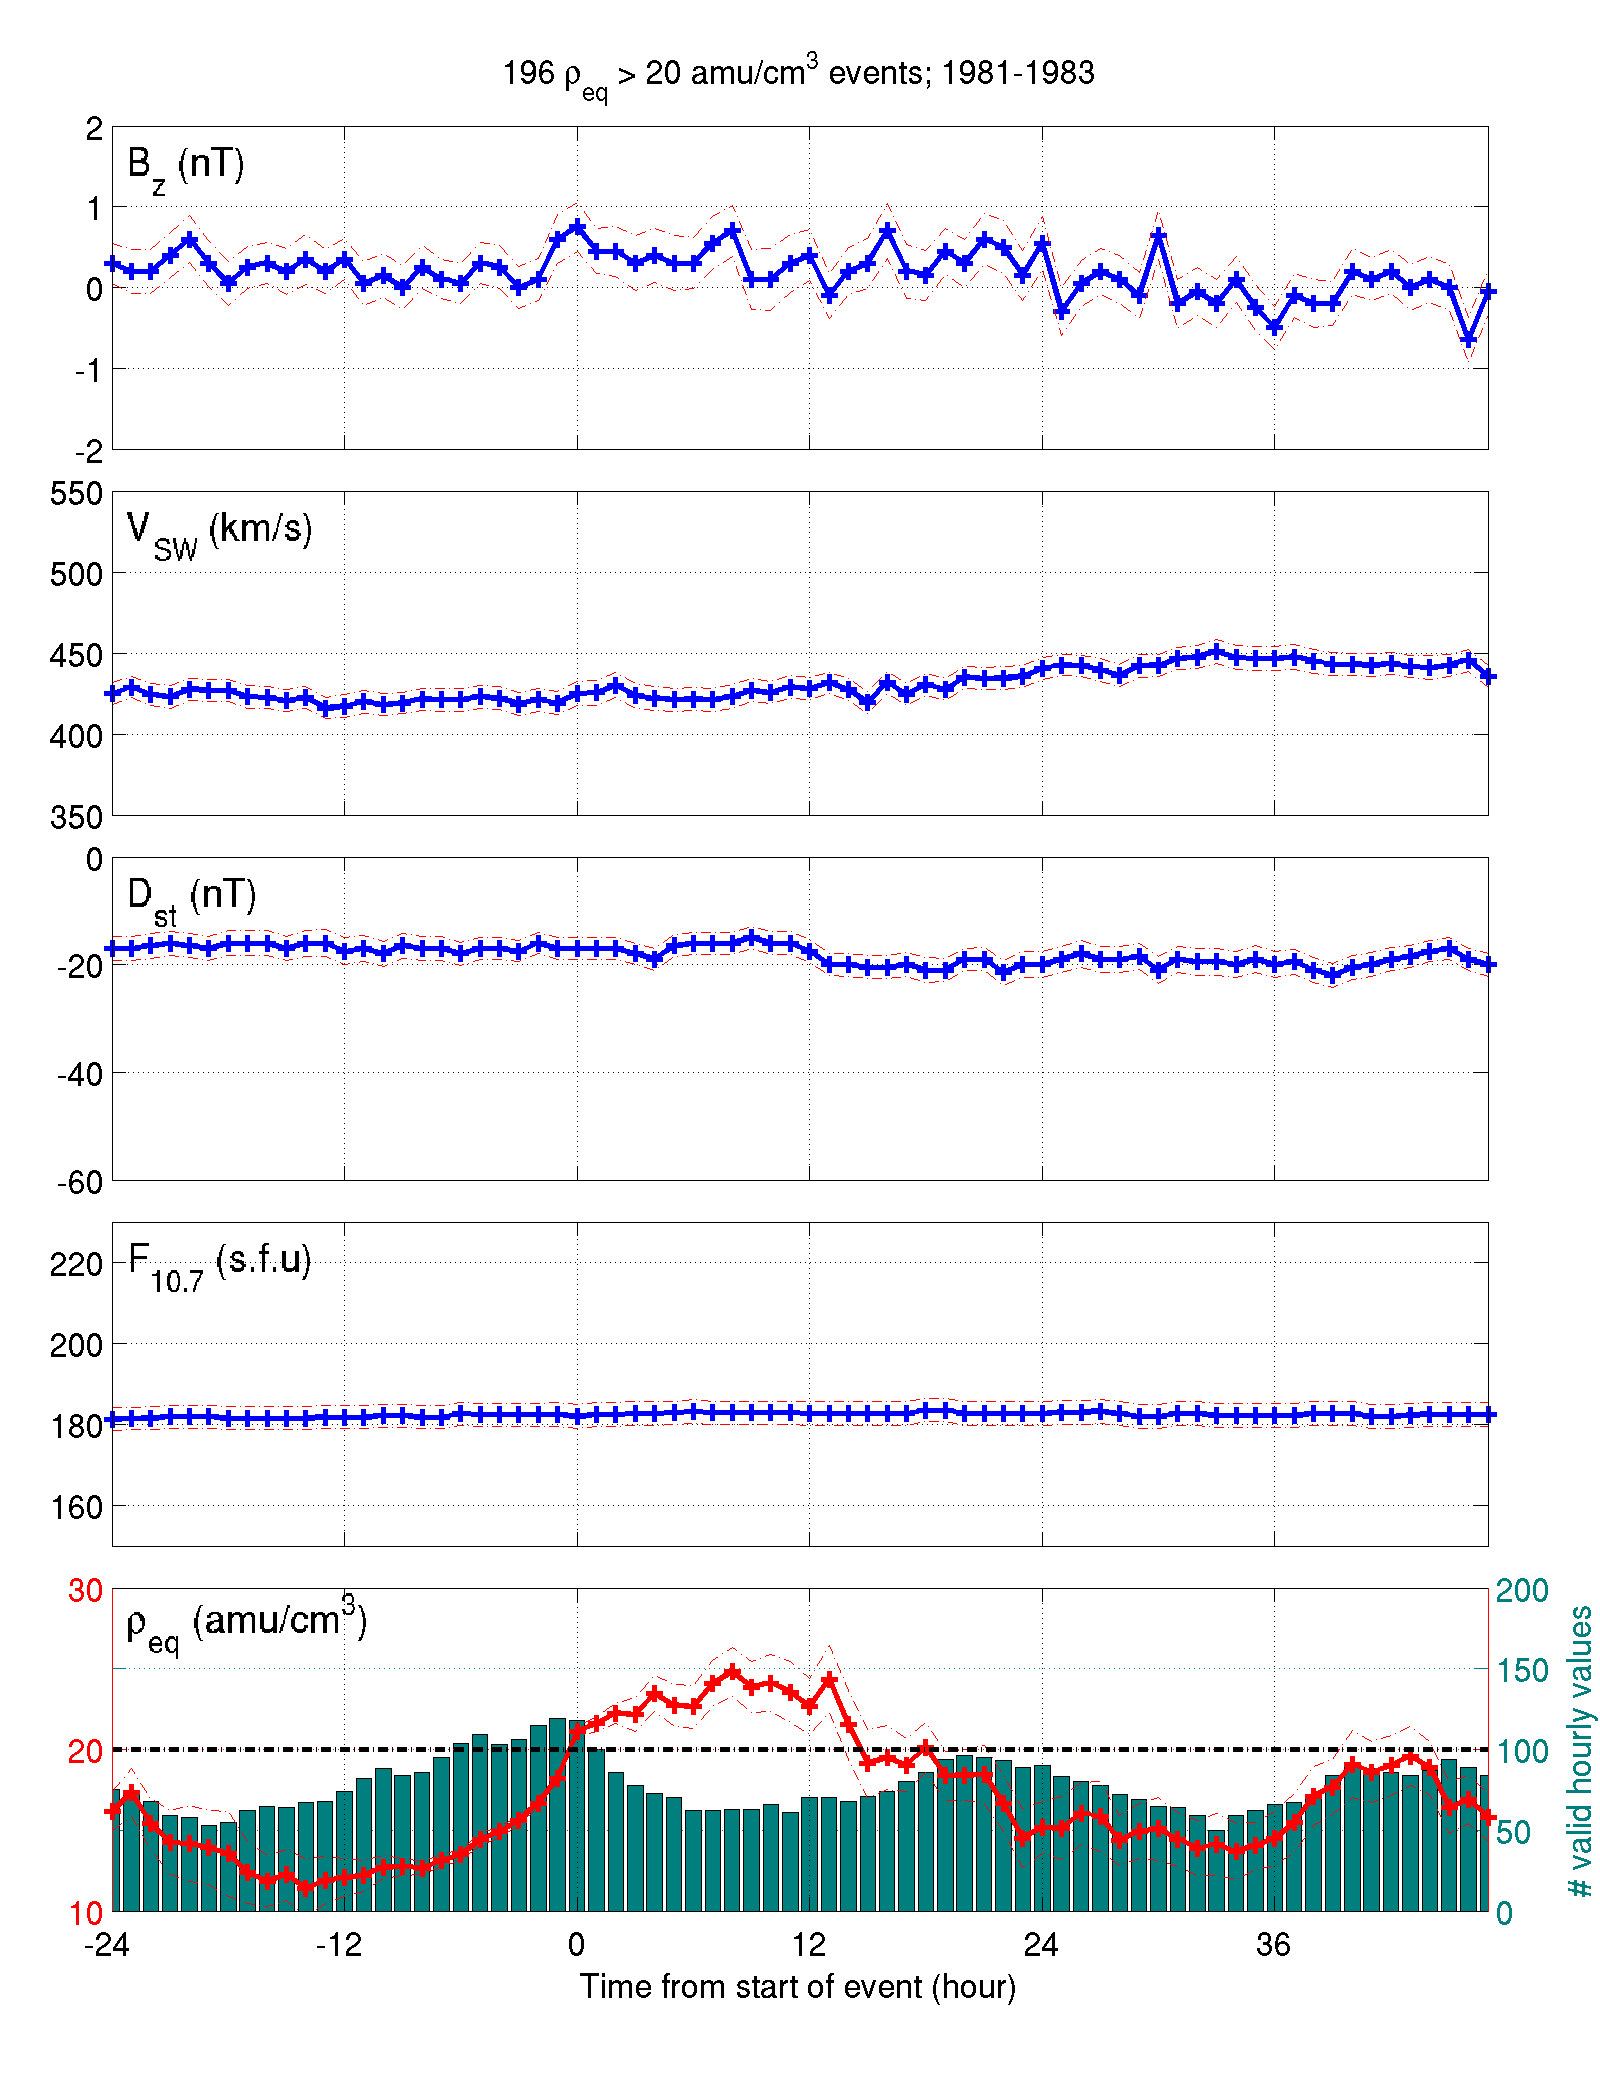 196 ρeq > 20 amu/cm³ events; 1981-1983
2
1
0
-1
-2
Bz (nT)
550
500
450
400
350
VSW (km/s)
0
-20
-40
-60
Dst (nT)
220
200
180
160
F10.7 (s.f.u)
30
20
10
ρeq (amu/cm³)
200
150
100
50
0
# valid hourly values
-24 -12 0 12 24 36
Time from start of event (hour)